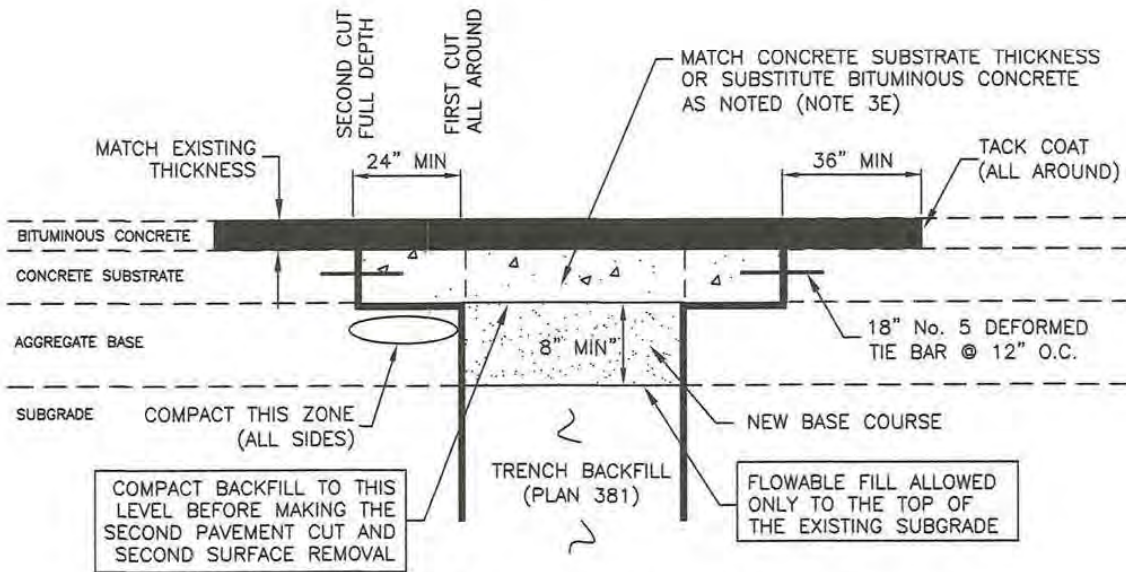 SECOND CUT
FULL DEPTH
FIRST CUT
ALL AROUND
MATCH CONCRETE SUBSTRATE THICKNESS
OR SUBSTITUTE BITUMINOUS CONCRETE
AS NOTED (NOTE 3E)
MATCH EXISTING
THICKNESS
24" MIN
36" MIN
TACK COAT
(ALL AROUND)
BITUMINOUS CONCRETE
CONCRETE SUBSTRATE
AGGREGATE BASE
8" MIN"
18" No. 5 DEFORMED
TIE BAR @ 12" O.C.
SUBGRADE
COMPACT THIS ZONE
(ALL SIDES)
NEW BASE COURSE
TRENCH BACKFILL
(PLAN 381)
COMPACT BACKFILL TO THIS
LEVEL BEFORE MAKING THE
SECOND PAVEMENT CUT AND
SECOND SURFACE REMOVAL
FLOWABLE FILL ALLOWED
ONLY TO THE TOP OF
THE EXISTING SUBGRADE